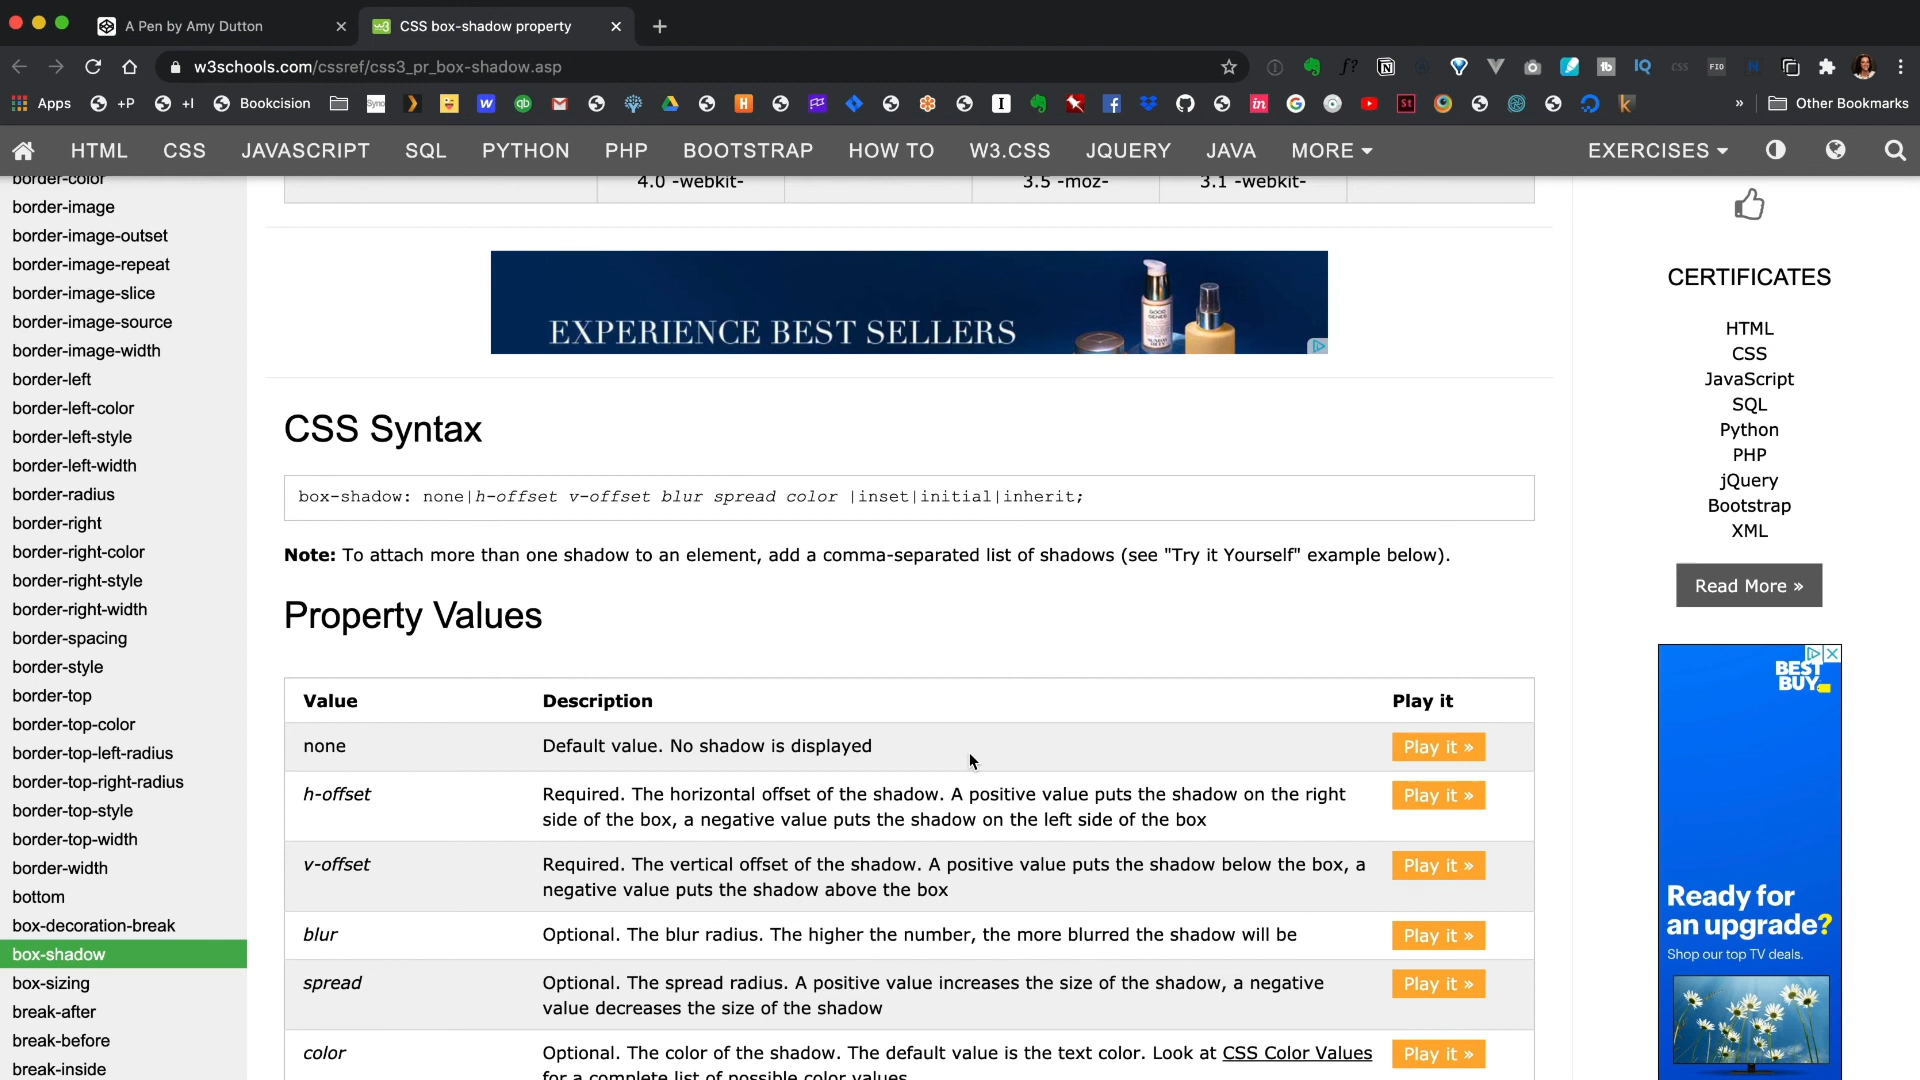 A Pen by Amy Dutton
CSS box-shadow property
w3schools.com/cssref/css3_pr_box-shadow.asp
Apps
+P
+I
Bookcision
Other Bookmarks
HTML
CSS
JAVASCRIPT
SQL
PYTHON
PHP
BOOTSTRAP
HOW TO
W3.CSS
JQUERY
JAVA
MORE
EXERCISES
border-color
border-image
border-image-outset
border-image-repeat
border-image-slice
border-image-source
border-image-width
border-left
border-left-color
border-left-style
border-left-width
border-radius
border-right
border-right-color
border-right-style
border-right-width
border-spacing
border-style
border-top
border-top-color
border-top-left-radius
border-top-right-radius
border-top-style
border-top-width
border-width
bottom
box-decoration-break
box-shadow
box-sizing
break-after
break-before
break-inside
4.0 -webkit-
3.5 -moz-
3.1 -webkit-
EXPERIENCE BEST SELLERS
CSS Syntax
box-shadow: none|h-offset v-offset blur spread color |inset|initial|inherit;
Note: To attach more than one shadow to an element, add a comma-separated list of shadows (see "Try it Yourself" example below).
Property Values
Value Description Play it
none Default value. No shadow is displayed Play it »
h-offset Required. The horizontal offset of the shadow. A positive value puts the shadow on the right Play it »
side of the box, a negative value puts the shadow on the left side of the box
v-offset Required. The vertical offset of the shadow. A positive value puts the shadow below the box, a Play it »
negative value puts the shadow above the box
blur Optional. The blur radius. The higher the number, the more blurred the shadow will be Play it »
spread Optional. The spread radius. A positive value increases the size of the shadow, a negative Play it »
value decreases the size of the shadow
color Optional. The color of the shadow. The default value is the text color. Look at CSS Color Values Play it »
for a complete list of possible color values
CERTIFICATES
HTML
CSS
JavaScript
SQL
Python
PHP
jQuery
Bootstrap
XML
Read More »
BEST
BUY
Ready for
an upgrade?
Shop our top TV deals.